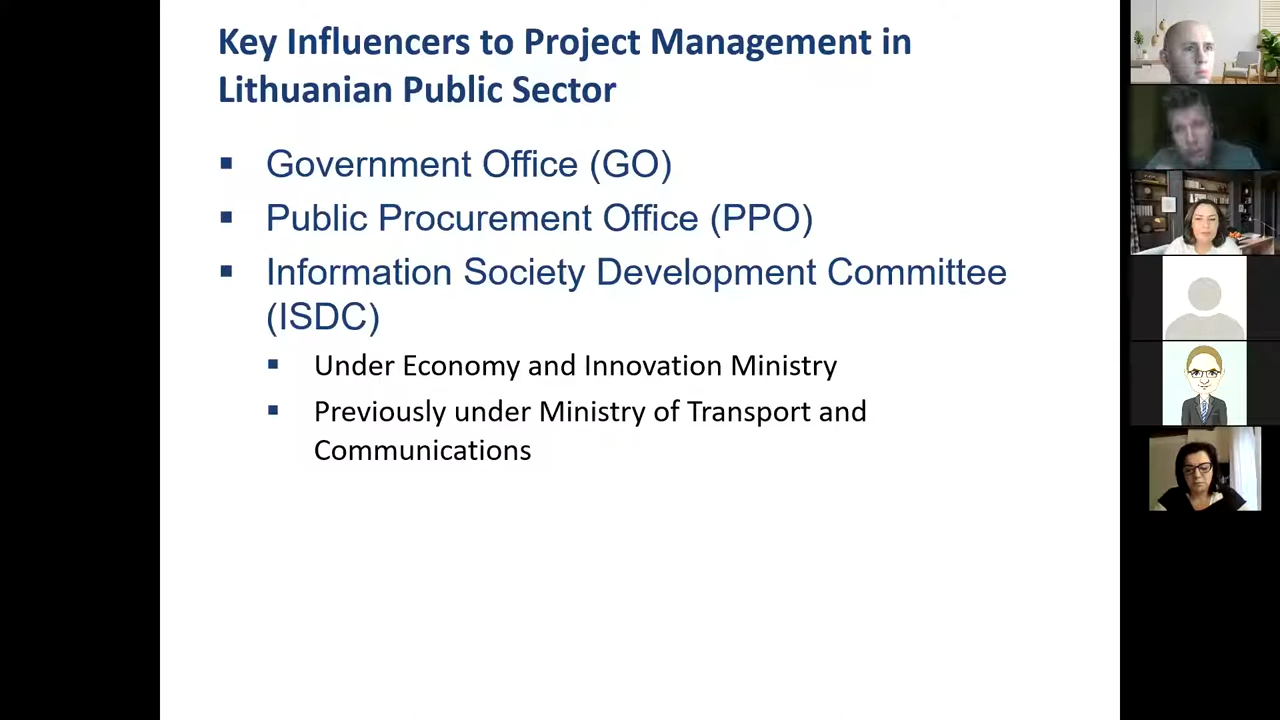 Key Influencers to Project Management in
Lithuanian Public Sector
▪ Government Office (GO)
▪ Public Procurement Office (PPO)
▪ Information Society Development Committee
(ISDC)
▪ Under Economy and Innovation Ministry
▪ Previously under Ministry of Transport and
Communications